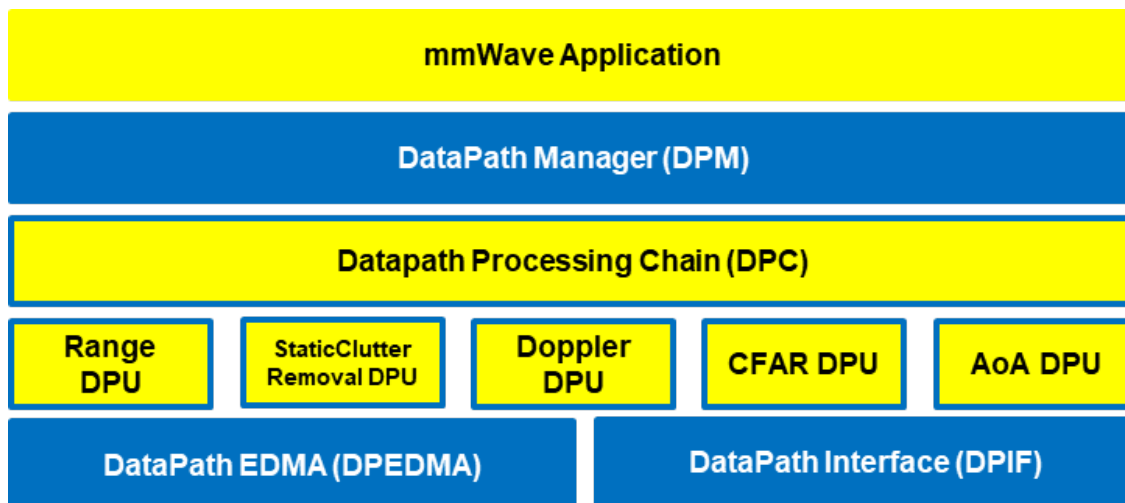 mmWave Application
DataPath Manager (DPM)
Datapath Processing Chain (DPC)
Range
DPU
StaticClutter
Removal DPU
Doppler
DPU
CFAR DPU
AoA DPU
DataPath EDMA (DPEDMA)
DataPath Interface (DPIF)